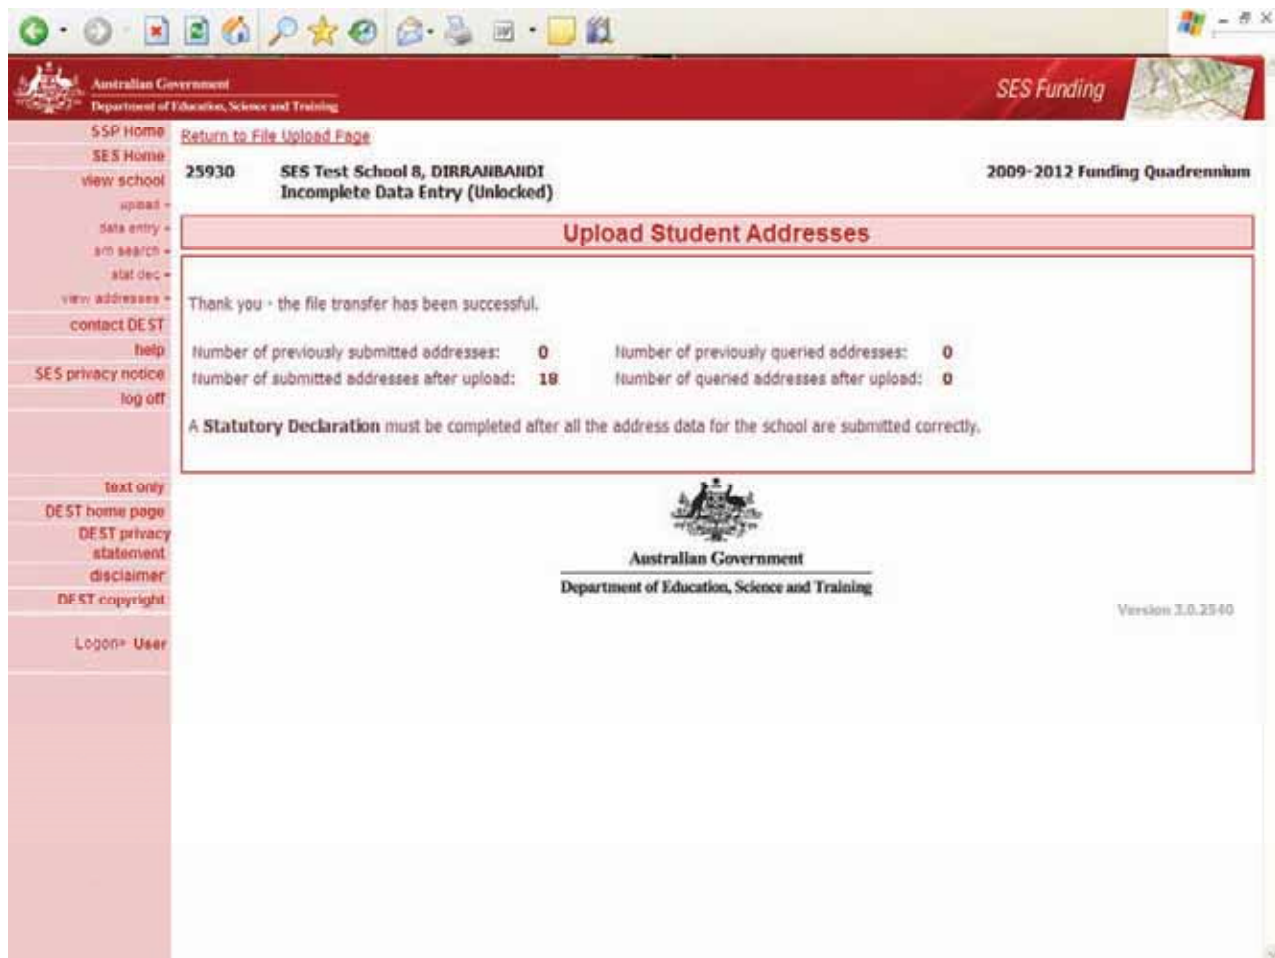 Australian Government
Department of Education, Science and Training
SES Funding
SSP Home
SES Home
view school
upload
data entry
srn search
stat dec
view addresses
contact DEST
help
SES privacy notice
log off
text only
DEST home page
DEST privacy
statement
disclaimer
DEST copyright
Logon= User
Return to File Upload Page
25930 SES Test School 8, DIRRANBANDI 2009-2012 Funding Quadrennium
Incomplete Data Entry (Unlocked)
Upload Student Addresses
Thank you - the file transfer has been successful.
Number of previously submitted addresses: 0 Number of previously queried addresses: 0
Number of submitted addresses after upload: 18 Number of queried addresses after upload: 0
A Statutory Declaration must be completed after all the address data for the school are submitted correctly.
Australian Government
Department of Education, Science and Training
Version 3.0.2540